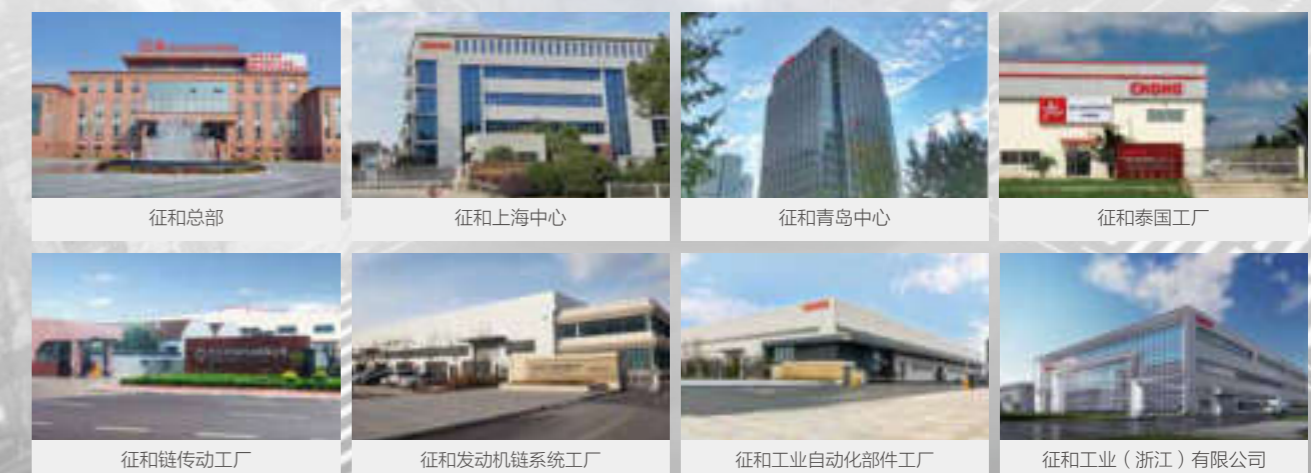 CHOHO
征和总部
征和上海中心
征和青岛中心
征和泰国工厂
征和链传动工厂
征和发动机链系统工厂
征和工业自动化部件工厂
征和工业（浙江）有限公司